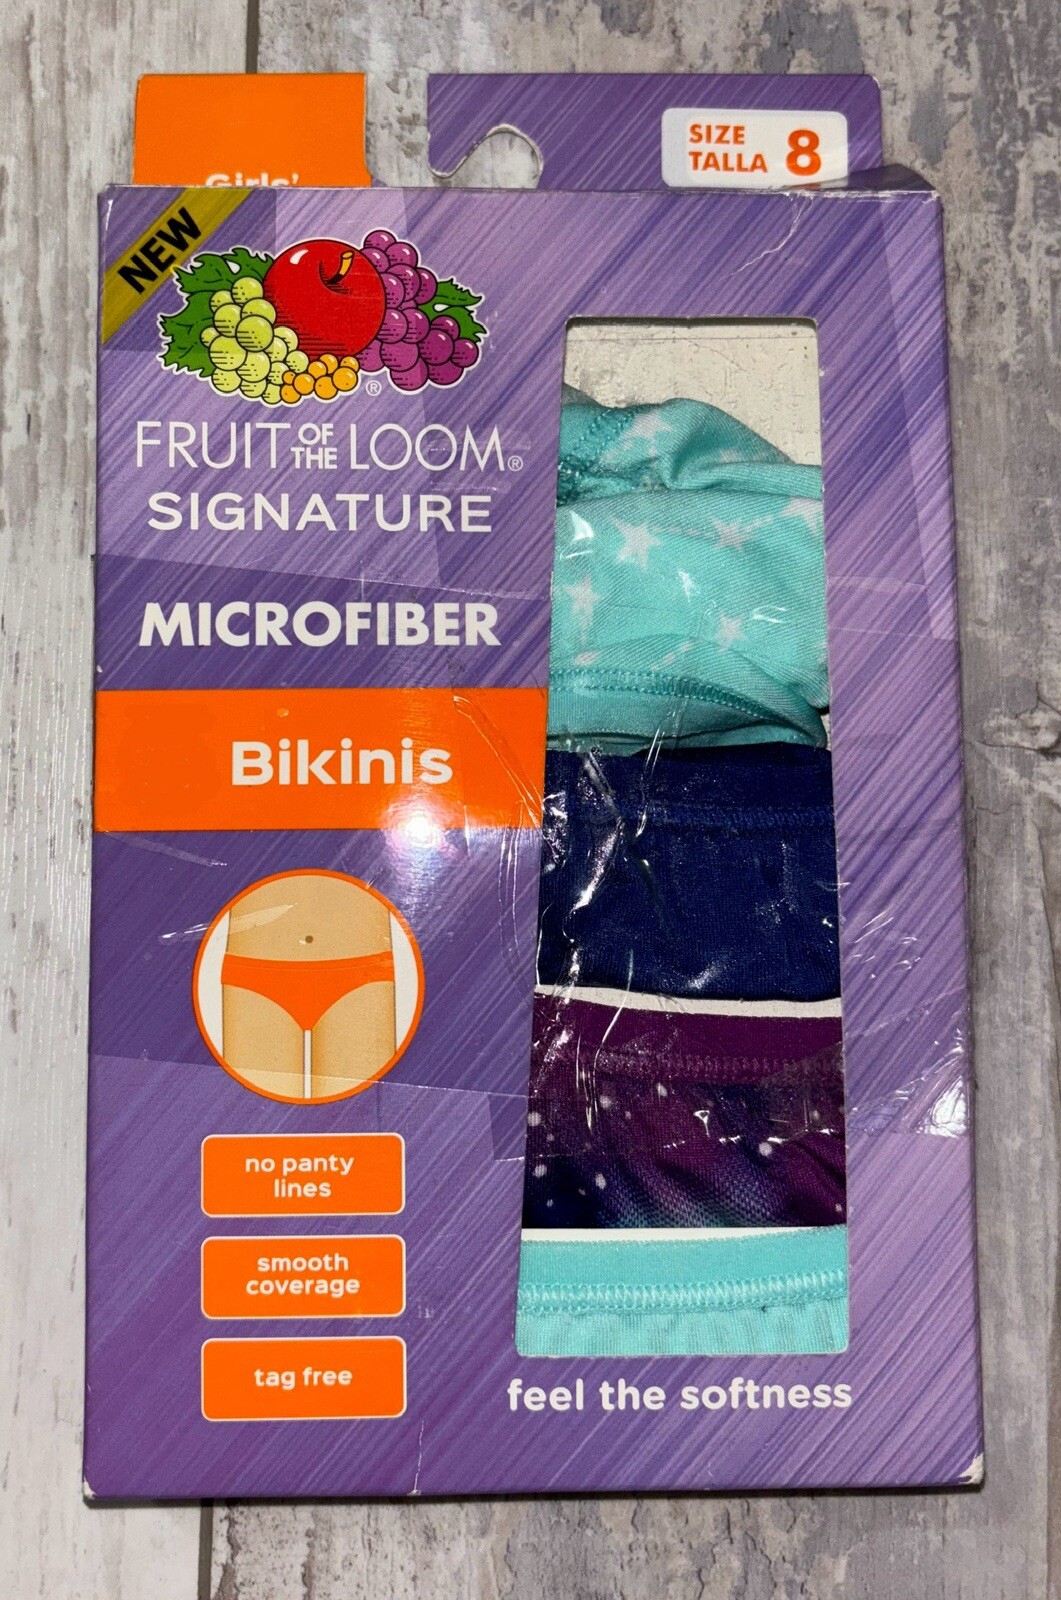 Girls'
SIZE
TALLA 8
NEW
®
FRUIT OF THE LOOM®
SIGNATURE
MICROFIBER
Bikinis
no panty
lines
smooth
coverage
tag free
feel the softness